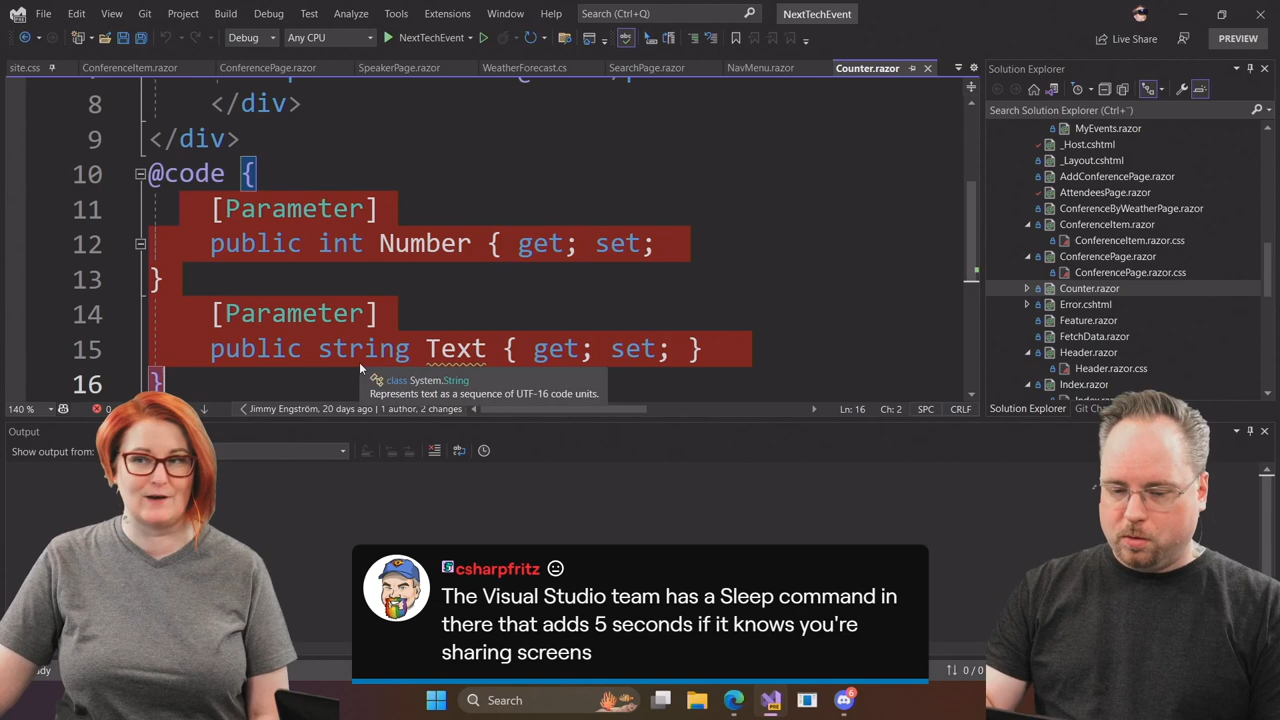 File Edit View Git Project Build Debug Test Analyze Tools Extensions Window Help Search (Ctrl+Q) NextTechEvent
Debug Any CPU NextTechEvent Live Share PREVIEW
site.css ConferenceItem.razor ConferencePage.razor SpeakerPage.razor WeatherForecast.cs SearchPage.razor NavMenu.razor Counter.razor
8 </div>
9 </div>
10 @code {
11 [Parameter]
12 public int Number { get; set;
13 }
14 [Parameter]
15 public string Text { get; set; }
16 }
class System.String
Represents text as a sequence of UTF-16 code units.
140 % 0 Jimmy Engström, 20 days ago | 1 author, 2 changes Ln: 16 Ch: 2 SPC CRLF
Solution Explorer
Search Solution Explorer (Ctrl+¨)
MyEvents.razor
_Host.cshtml
_Layout.cshtml
AddConferencePage.razor
AttendeesPage.razor
ConferenceByWeatherPage.razor
ConferenceItem.razor
ConferenceItem.razor.css
ConferencePage.razor
ConferencePage.razor.css
Counter.razor
Error.cshtml
Feature.razor
FetchData.razor
Header.razor
Header.razor.css
Index.razor
Solution Explorer
Output
Show output from:
csharpfritz
The Visual Studio team has a Sleep command in
there that adds 5 seconds if it knows you're
sharing screens
0 / 0
Search
6